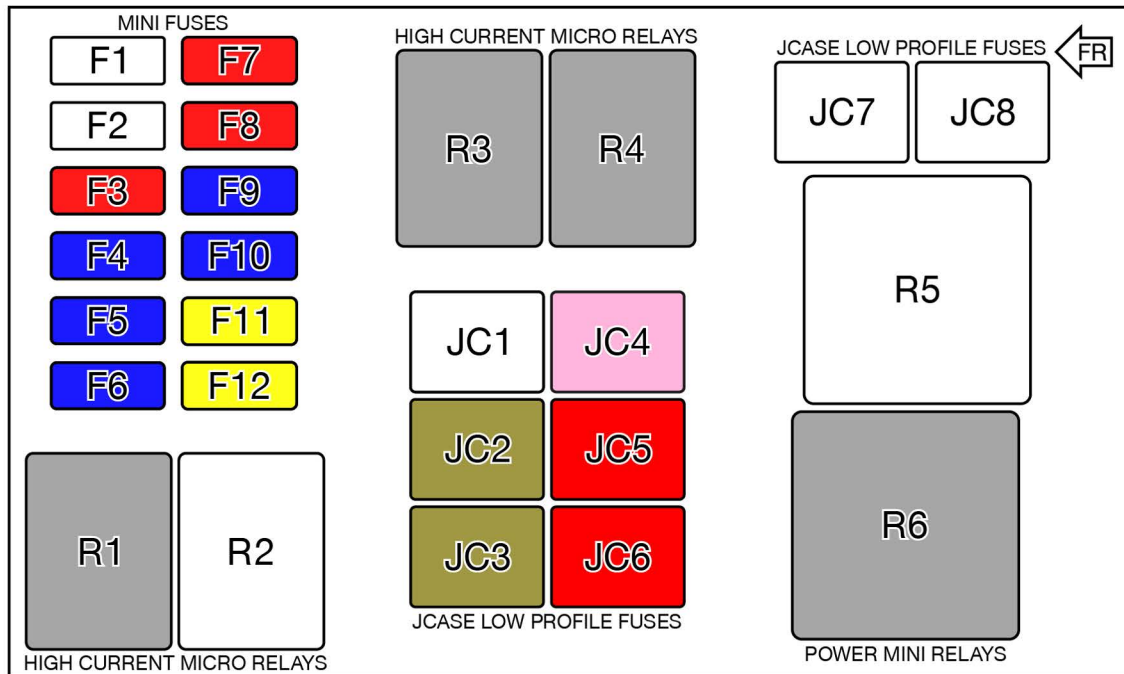 MINI FUSES
F1 F7
F2 F8
F3 F9
F4 F10
F5 F11
F6 F12
R1 R2
HIGH CURRENT MICRO RELAYS
HIGH CURRENT MICRO RELAYS
R3 R4
JC1 JC4
JC2 JC5
JC3 JC6
JCASE LOW PROFILE FUSES
JCASE LOW PROFILE FUSES
FR
JC7 JC8
R5
R6
POWER MINI RELAYS